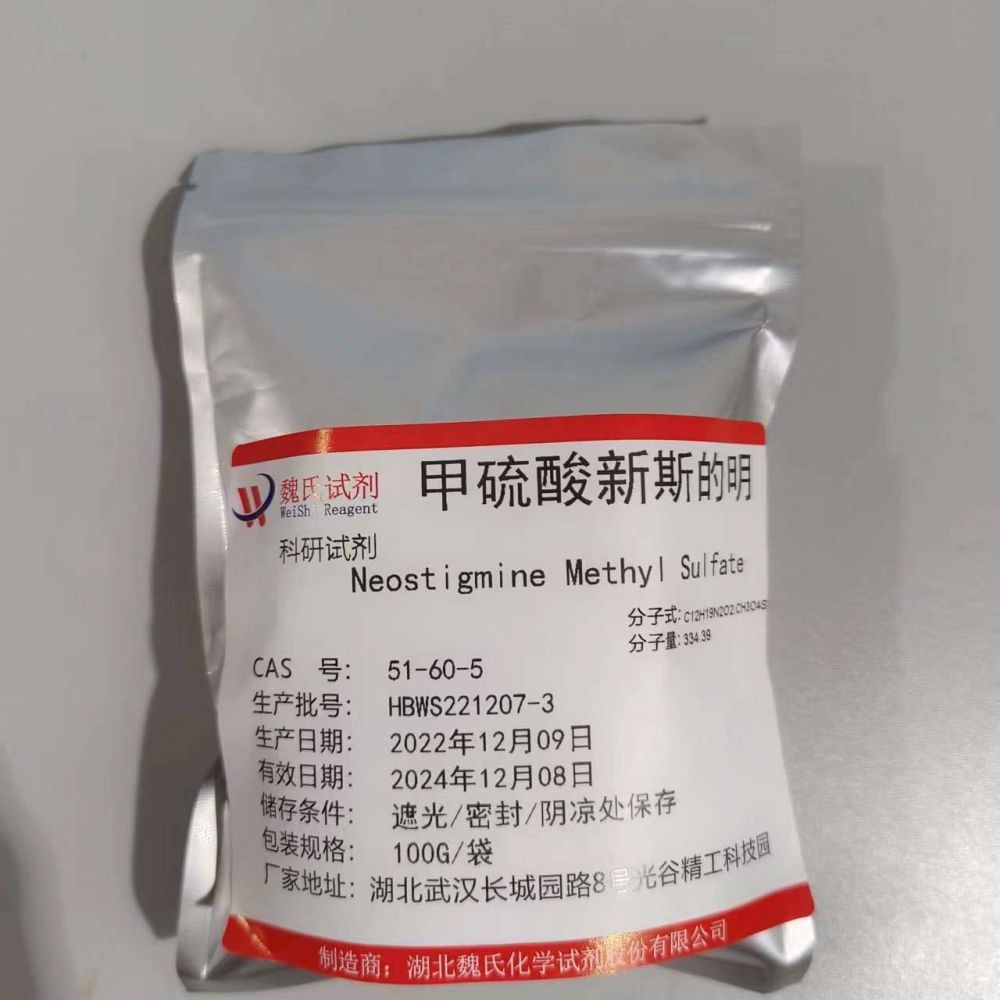 魏氏试剂
WeiShi Reagent
甲硫酸新斯的明
科研试剂
Neostigmine Methyl Sulfate
分子式: C12H19N2O2.CH3O4S
分子量: 334.39
CAS 号: 51-60-5
生产批号: HBWS221207-3
生产日期: 2022年12月09日
有效日期: 2024年12月08日
储存条件: 遮光/密封/阴凉处保存
包装规格: 100G/袋
厂家地址: 湖北武汉长城园路8号光谷精工科技园
制造商: 湖北魏氏化学试剂股份有限公司